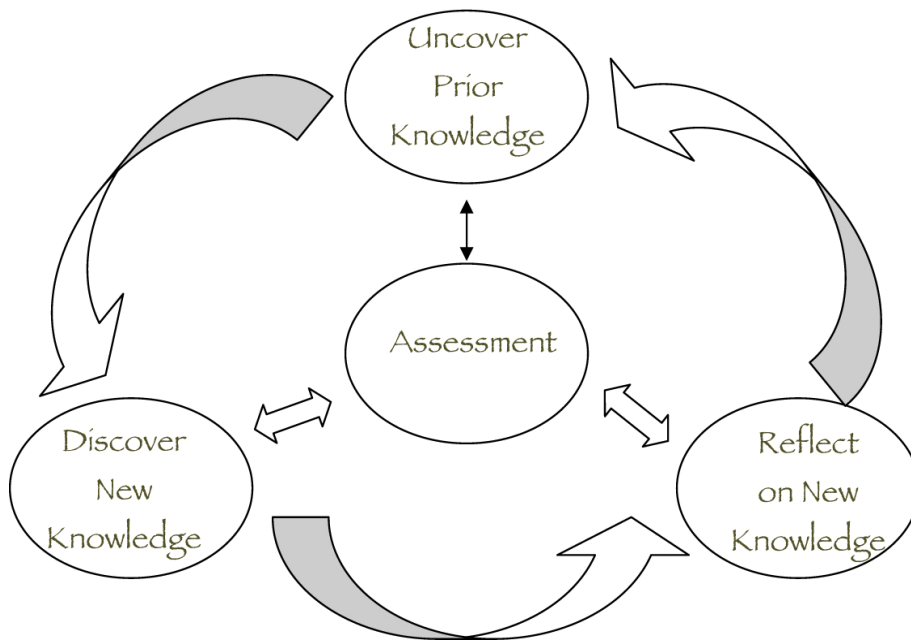 Uncover
Prior
Knowledge
Assessment
Discover
New
Knowledge
Reflect
on New
Knowledge